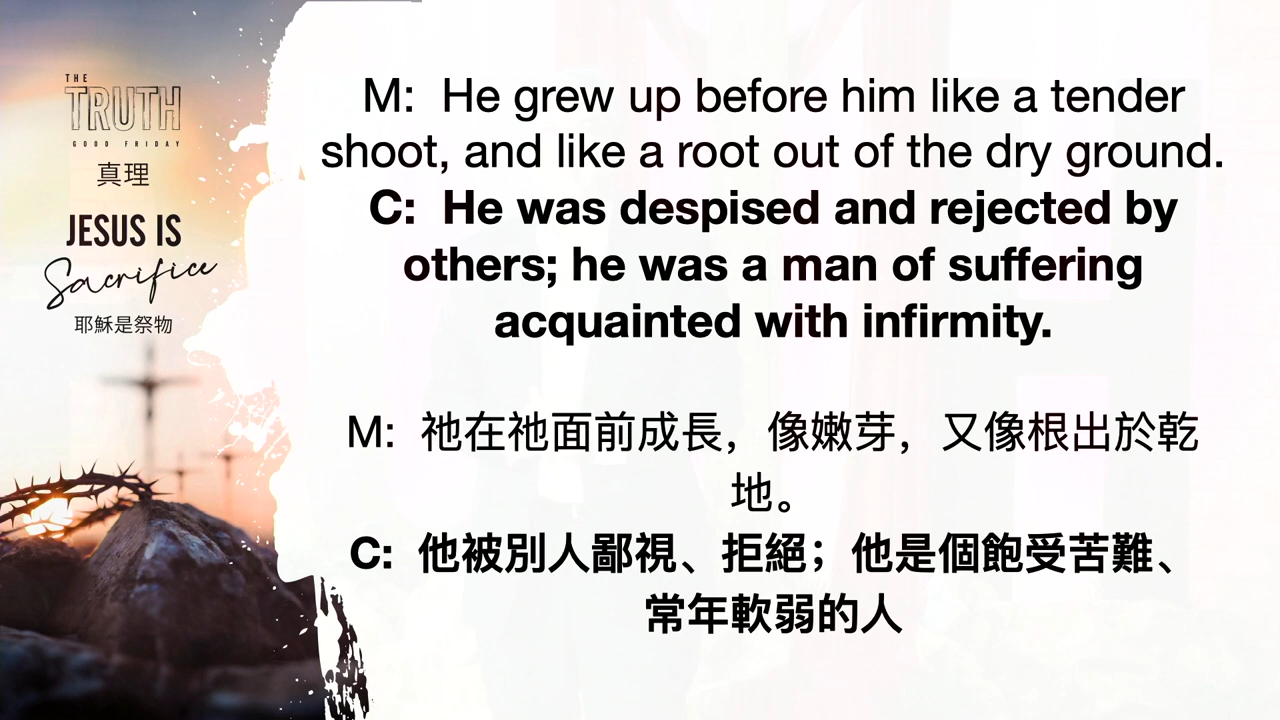 THE
TRUTH
GOOD FRIDAY
真理
JESUS IS
Sacrifice
耶穌是祭物
M: He grew up before him like a tender
shoot, and like a root out of the dry ground.
C: He was despised and rejected by
others; he was a man of suffering
acquainted with infirmity.
M: 祂在祂面前成長，像嫩芽，又像根出於乾
地。
C: 他被別人鄙視、拒絕；他是個飽受苦難、
常年軟弱的人